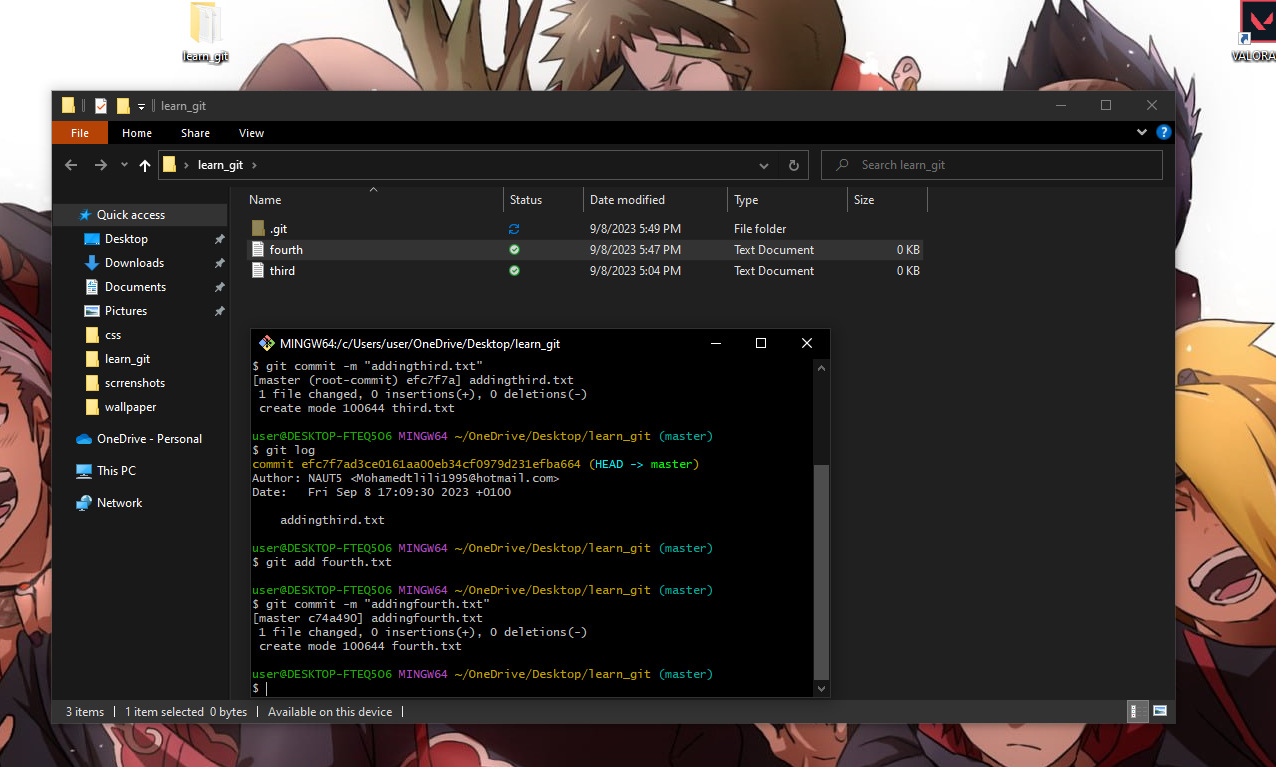 learn_git
VALORA
learn_git
File Home Share View
learn_git
Search learn_git
Name Status Date modified Type Size
.git 9/8/2023 5:49 PM File folder
fourth 9/8/2023 5:47 PM Text Document 0 KB
third 9/8/2023 5:04 PM Text Document 0 KB
Quick access
Desktop
Downloads
Documents
Pictures
css
learn_git
scrrenshots
wallpaper
OneDrive - Personal
This PC
Network
MINGW64:/c/Users/user/OneDrive/Desktop/learn_git
$ git commit -m "addingthird.txt"
[master (root-commit) efc7f7a] addingthird.txt
1 file changed, 0 insertions(+), 0 deletions(-)
create mode 100644 third.txt
user@DESKTOP-FTEQ5O6 MINGW64 ~/OneDrive/Desktop/learn_git (master)
$ git log
commit efc7f7ad3ce0161aa00eb34cf0979d231efba664 (HEAD -> master)
Author: NAUT5 <Mohamedtlili1995@hotmail.com>
Date: Fri Sep 8 17:09:30 2023 +0100
addingthird.txt
user@DESKTOP-FTEQ5O6 MINGW64 ~/OneDrive/Desktop/learn_git (master)
$ git add fourth.txt
user@DESKTOP-FTEQ5O6 MINGW64 ~/OneDrive/Desktop/learn_git (master)
$ git commit -m "addingfourth.txt"
[master c74a490] addingfourth.txt
1 file changed, 0 insertions(+), 0 deletions(-)
create mode 100644 fourth.txt
user@DESKTOP-FTEQ5O6 MINGW64 ~/OneDrive/Desktop/learn_git (master)
$
3 items 1 item selected 0 bytes Available on this device